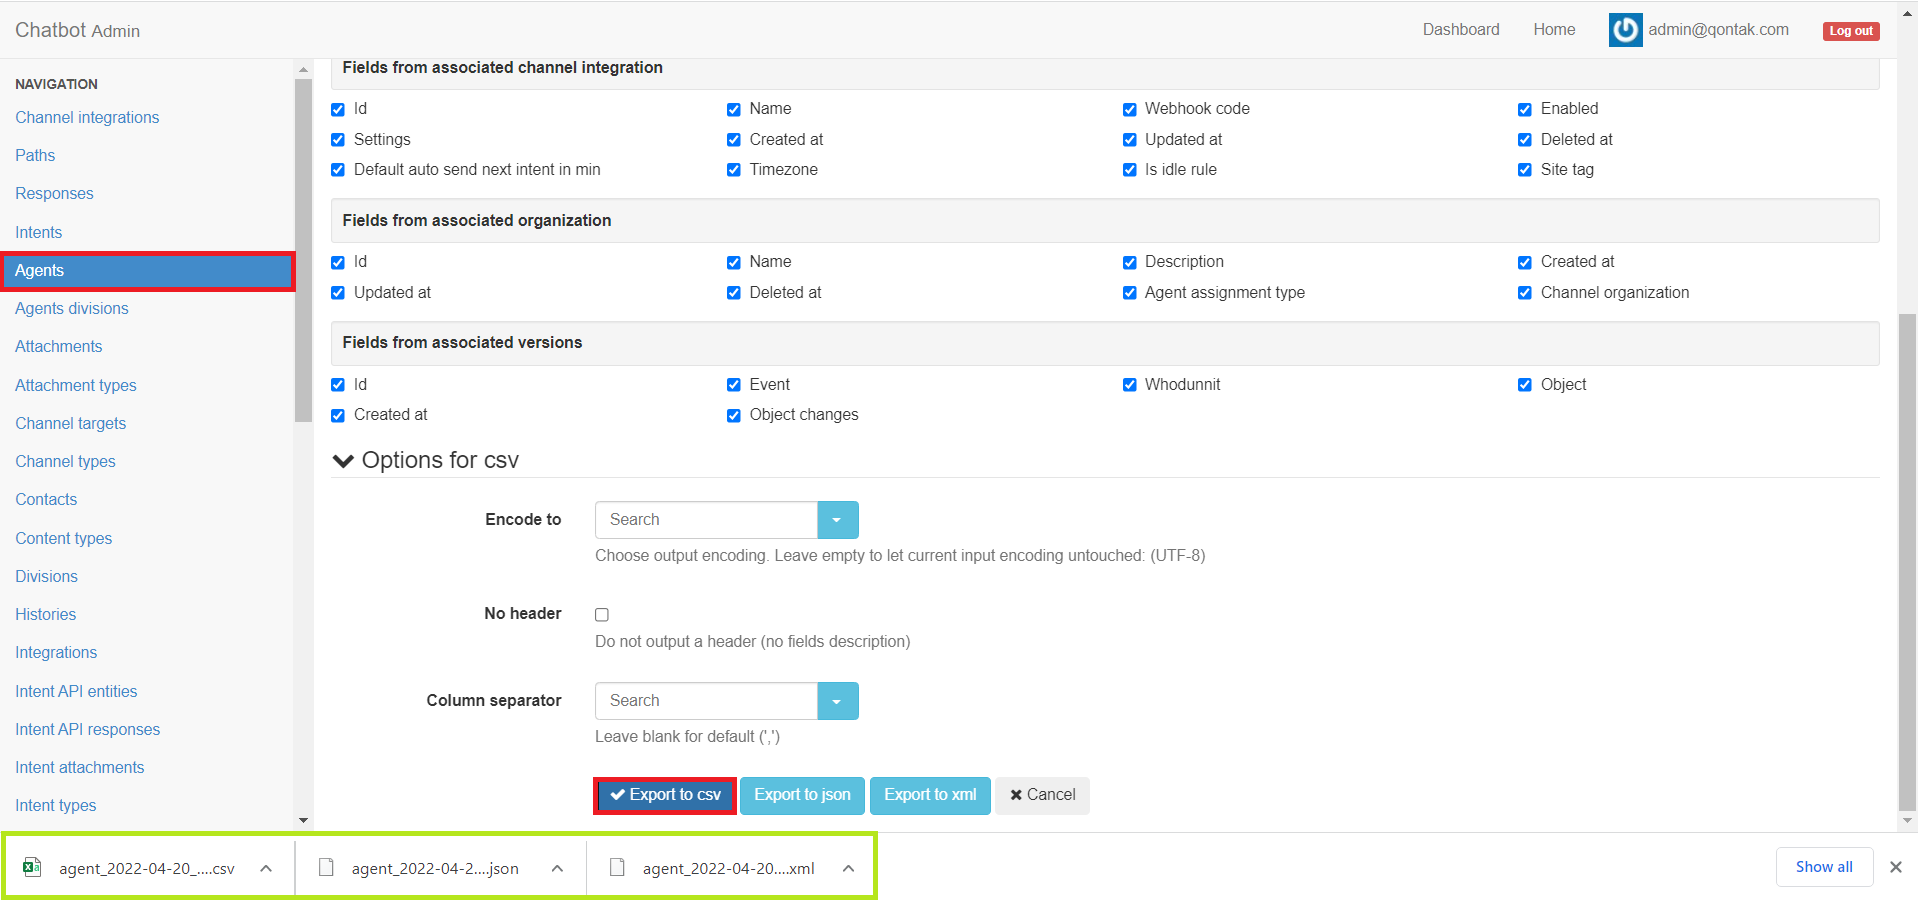 Chatbot Admin
Dashboard
Home
admin@qontak.com
Log out
NAVIGATION
Channel integrations
Paths
Responses
Intents
Agents
Agents divisions
Attachments
Attachment types
Channel targets
Channel types
Contacts
Content types
Divisions
Histories
Integrations
Intent API entities
Intent API responses
Intent attachments
Intent types
Fields from associated channel integration
Id
Name
Webhook code
Enabled
Settings
Created at
Updated at
Deleted at
Default auto send next intent in min
Timezone
Is idle rule
Site tag
Fields from associated organization
Id
Name
Description
Created at
Updated at
Deleted at
Agent assignment type
Channel organization
Fields from associated versions
Id
Event
Whodunnit
Object
Created at
Object changes
Options for csv
Encode to
Search
Choose output encoding. Leave empty to let current input encoding untouched: (UTF-8)
No header
Do not output a header (no fields description)
Column separator
Search
Leave blank for default (',')
Export to csv
Export to json
Export to xml
Cancel
agent_2022-04-20_....csv
agent_2022-04-2....json
agent_2022-04-20....xml
Show all